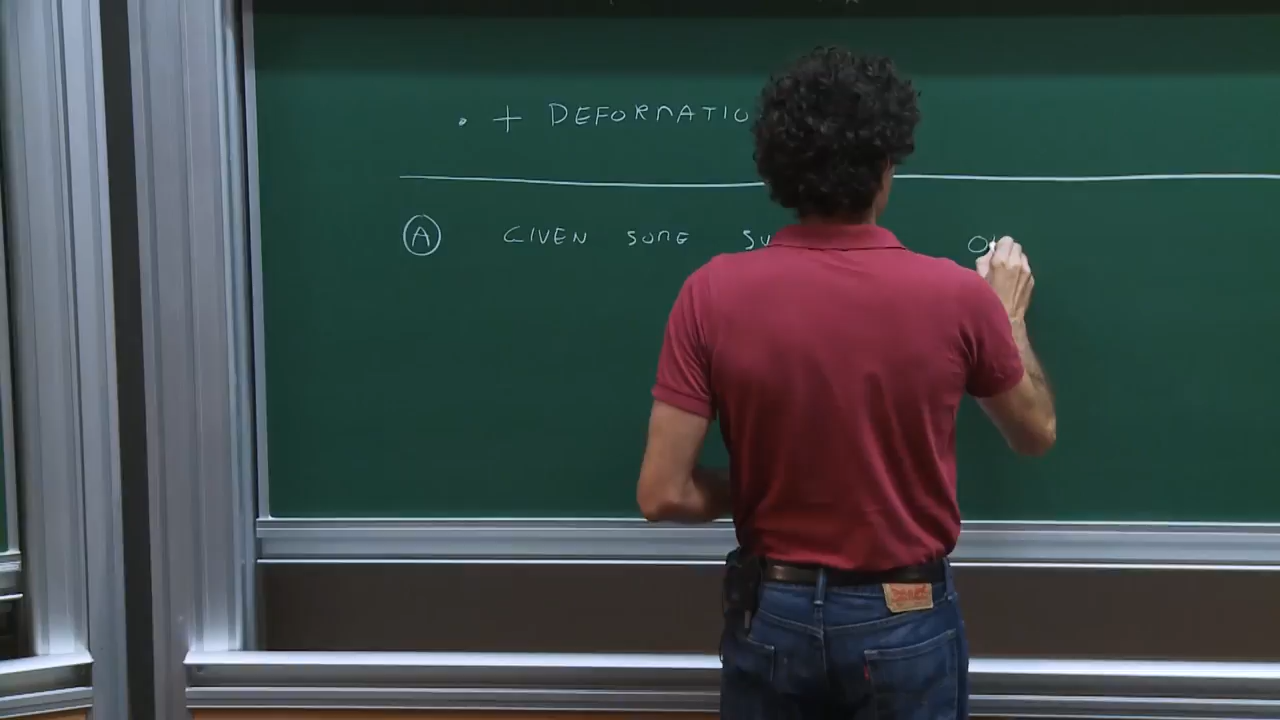 . + DEFORMATIO
Ⓐ GIVEN SOME SU